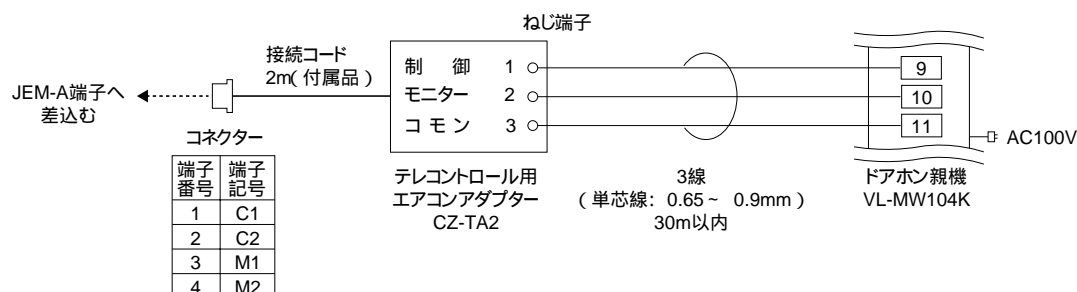 ねじ端子
接続コード
2m(付属品)
JEM-A端子へ
差込む
コネクター
端子番号 端子記号
1 C1
2 C2
3 M1
4 M2
制御 1
モニター 2
コモン 3
テレコントロール用
エアコンアダプター
CZ-TA2
3線
(単芯線: 0.65~ 0.9mm)
30m以内
9
10
11
AC100V
ドアホン親機
VL-MW104K